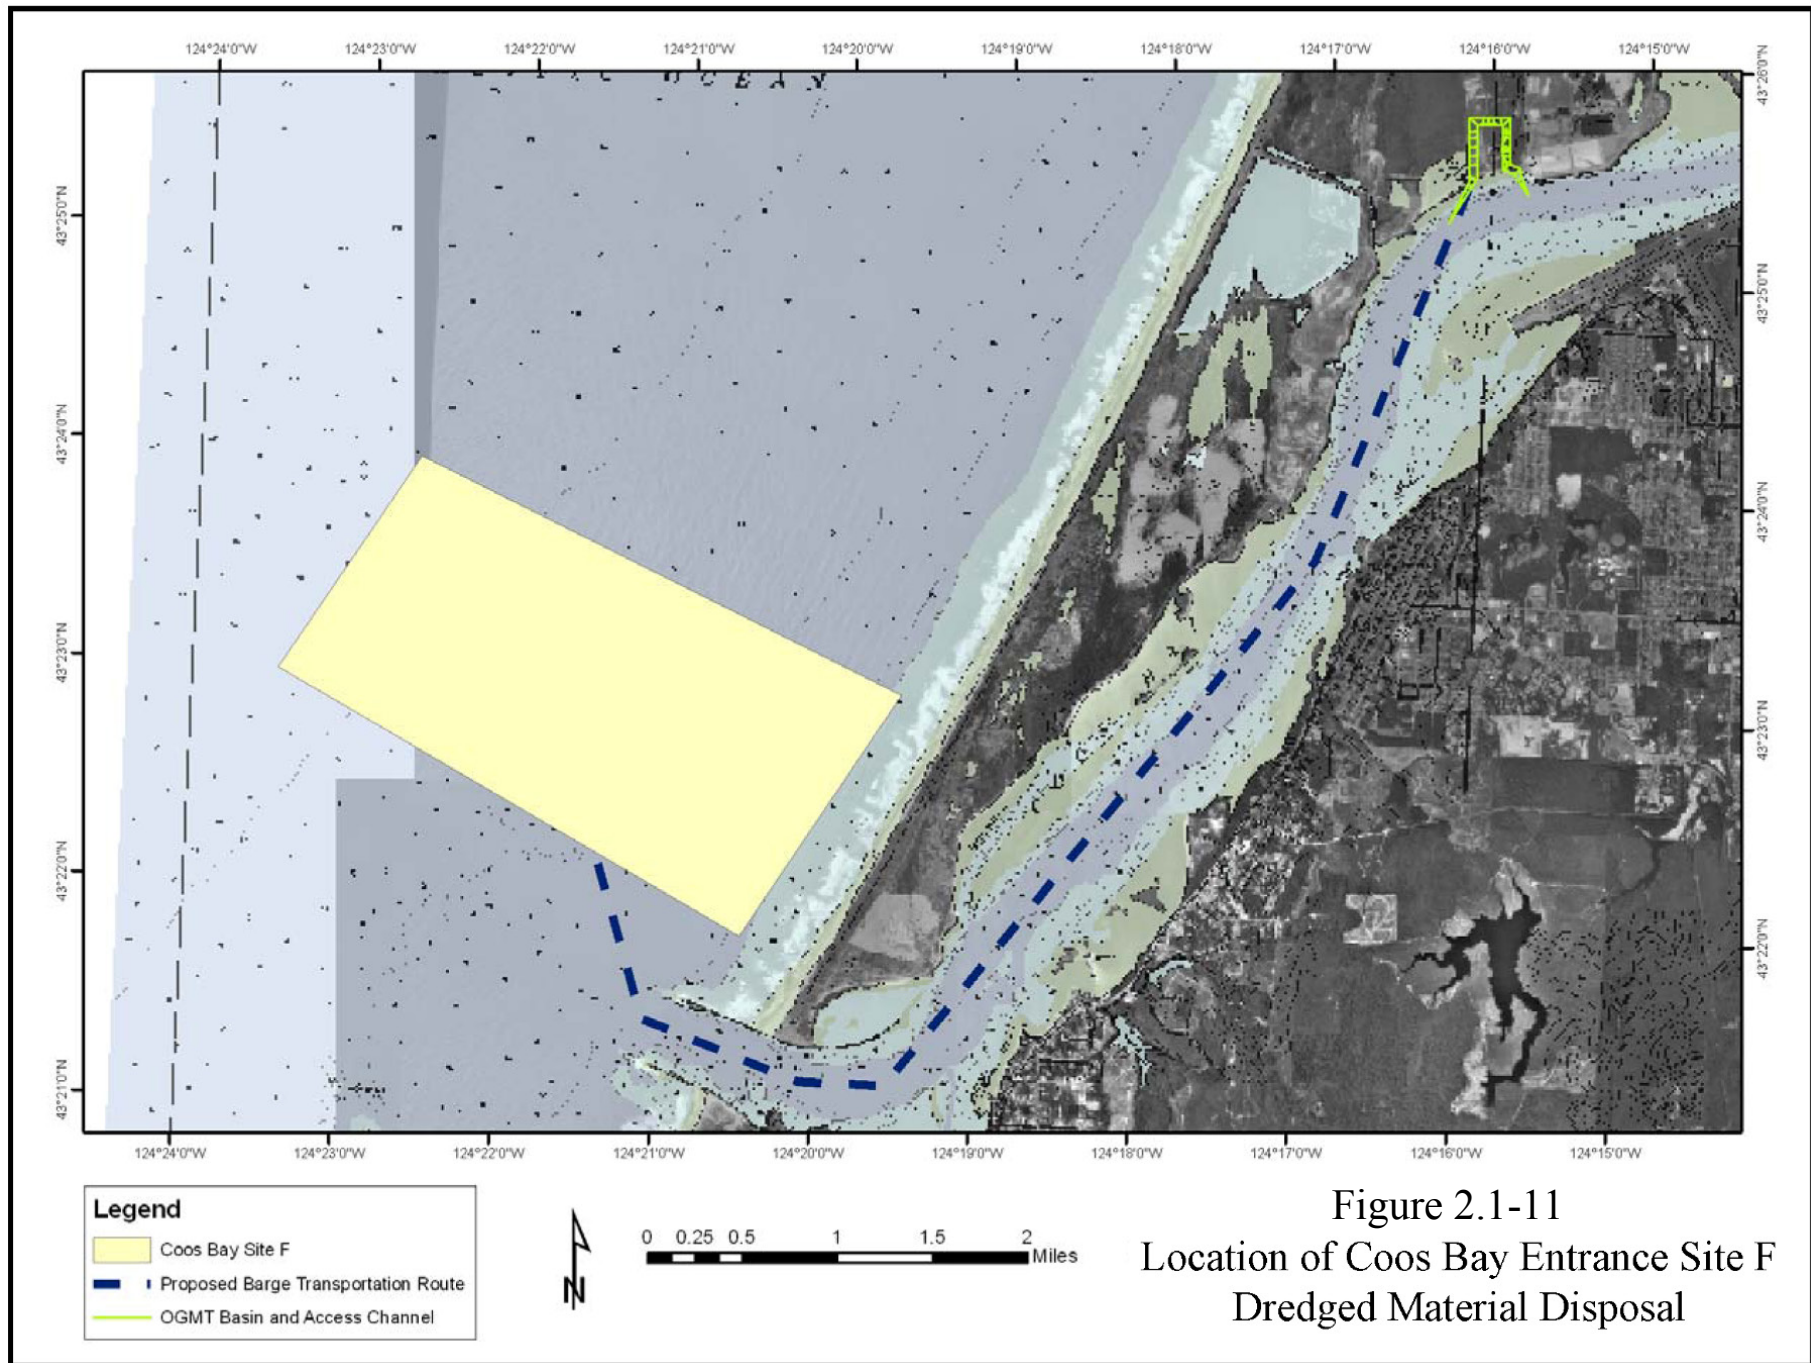 124°24'0"W 124°23'0"W 124°22'0"W 124°21'0"W 124°20'0"W 124°19'0"W 124°18'0"W 124°17'0"W 124°16'0"W 124°15'0"W
43°26'0"N
43°25'0"N
43°25'0"N
43°24'0"N
43°24'0"N
43°23'0"N
43°23'0"N
43°22'0"N
43°22'0"N
43°21'0"N
124°24'0"W 124°23'0"W 124°22'0"W 124°21'0"W 124°20'0"W 124°19'0"W 124°18'0"W 124°17'0"W 124°16'0"W 124°15'0"W
Legend
Coos Bay Site F
Proposed Barge Transportation Route
OGMT Basin and Access Channel
N
0 0.25 0.5 1 1.5 2
Miles
Figure 2.1-11
Location of Coos Bay Entrance Site F
Dredged Material Disposal